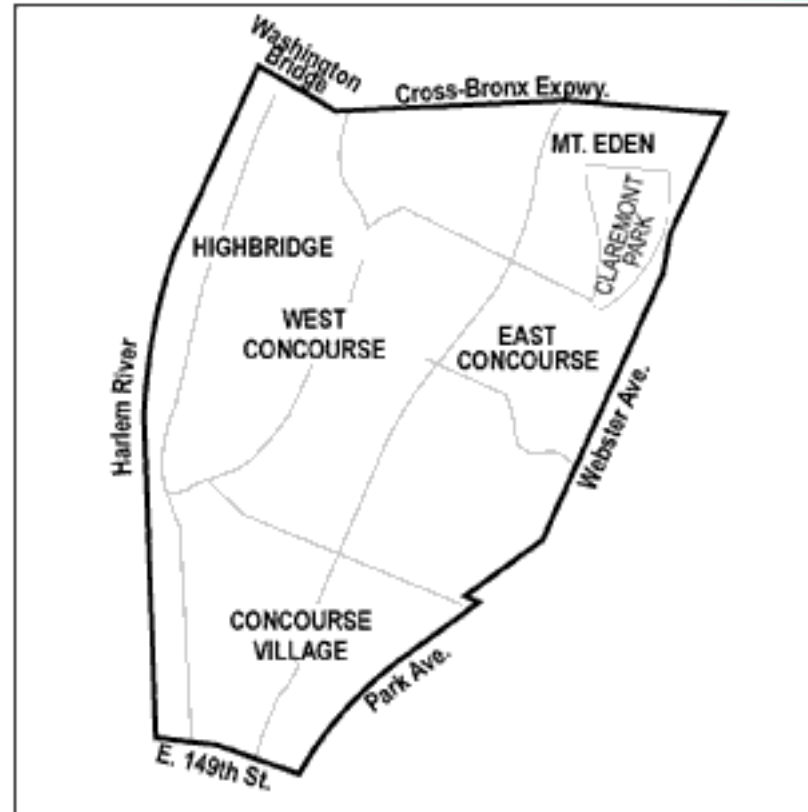 Washington
Bridge
Cross-Bronx Expwy.
MT. EDEN
CLAREMONT
PARK
HIGHBRIDGE
WEST
CONCOURSE
EAST
CONCOURSE
Harlem River
Webster Ave.
CONCOURSE
VILLAGE
Park Ave.
E. 149th St.